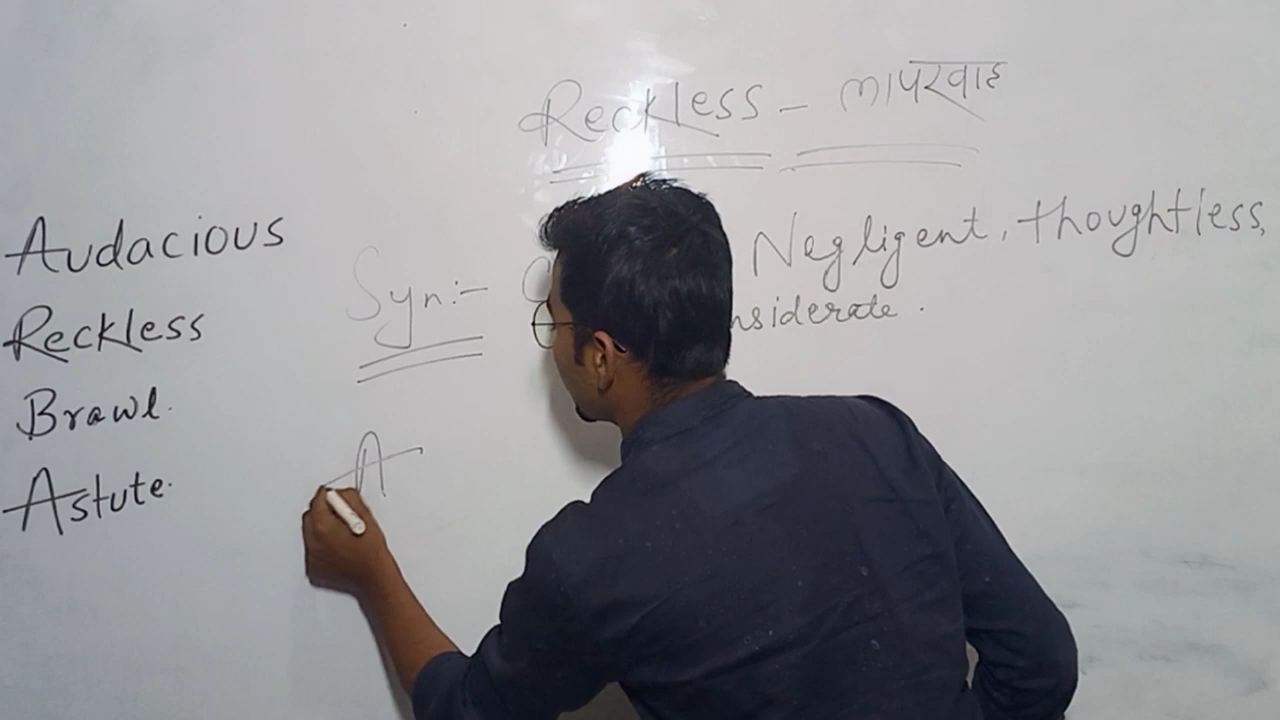 Reckless - लापरवाह
Audacious
Reckless
Brawl.
Astute.
Syn:- Negligent, thoughtless,
nsiderate.
A